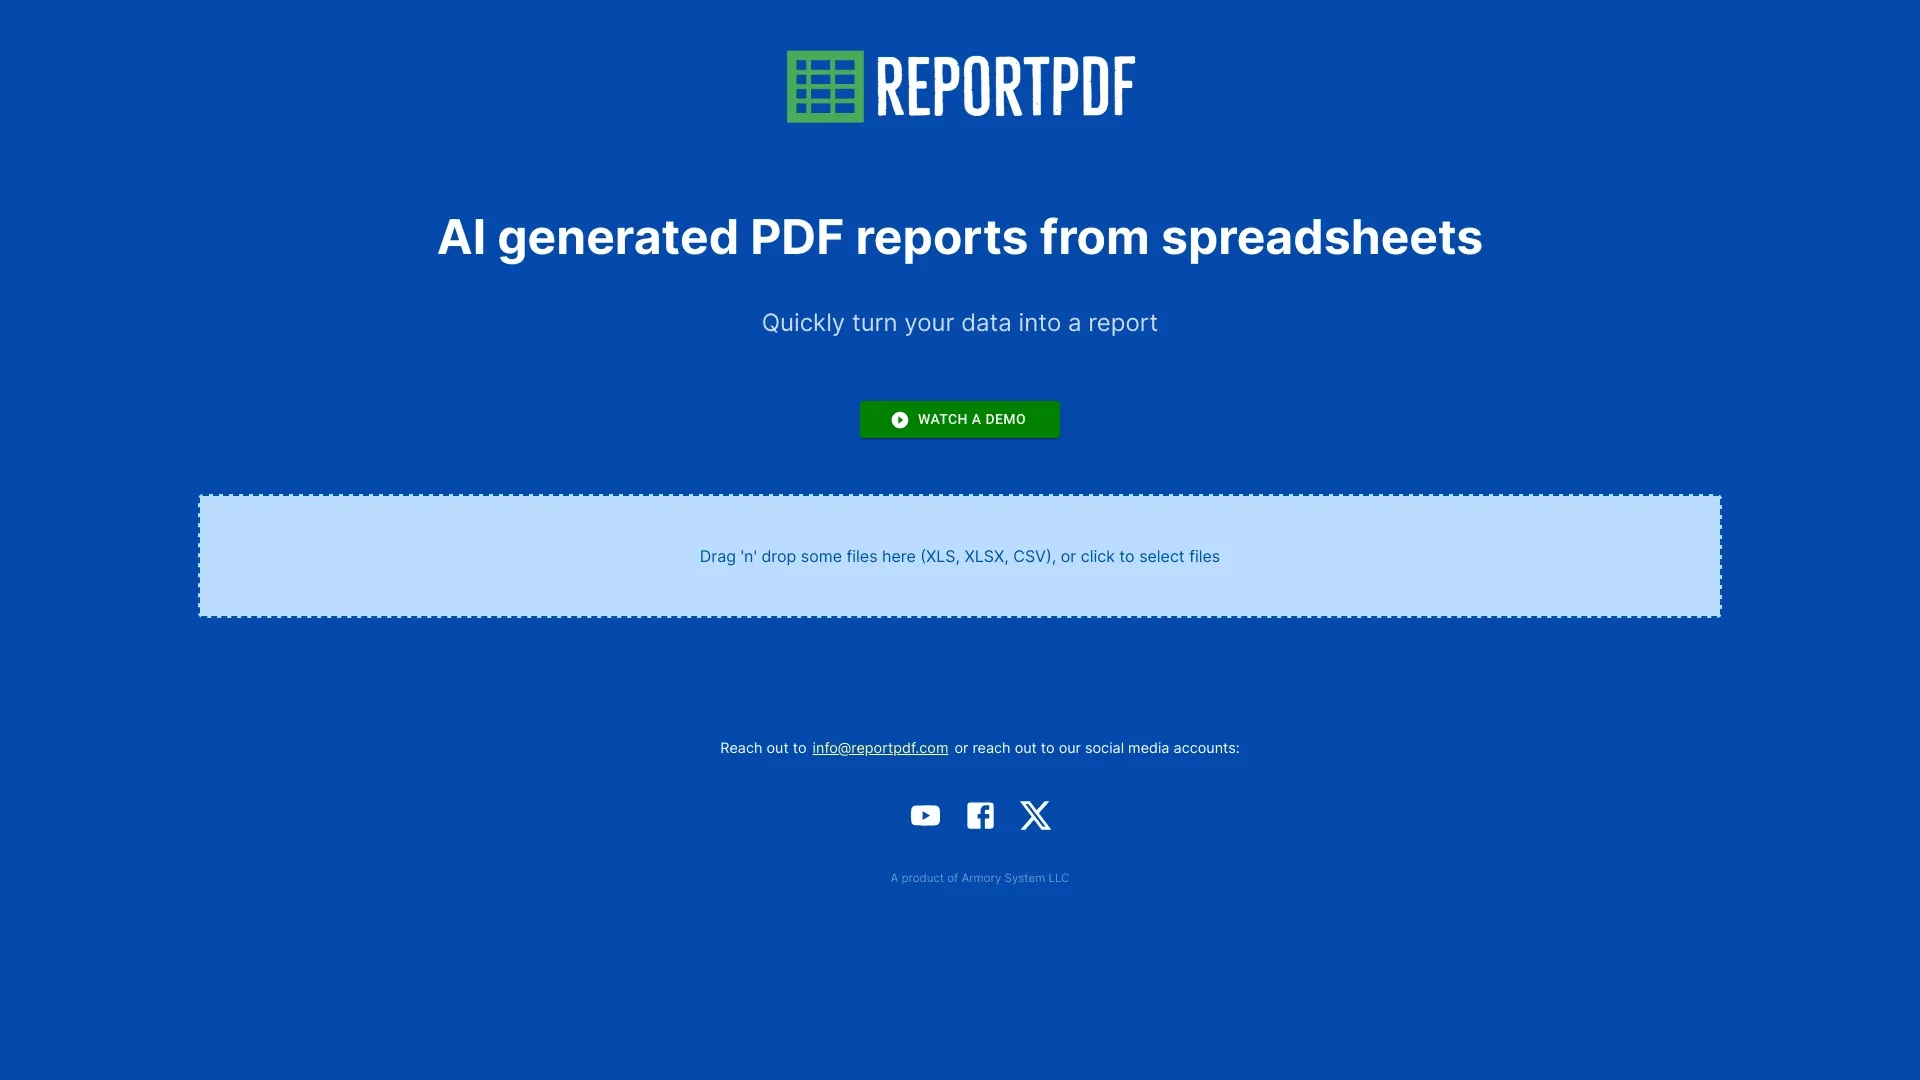 REPORTPDF
AI generated PDF reports from spreadsheets
Quickly turn your data into a report
WATCH A DEMO
Drag 'n' drop some files here (XLS, XLSX, CSV), or click to select files
Reach out to info@reportpdf.com or reach out to our social media accounts:
A product of Armory System LLC